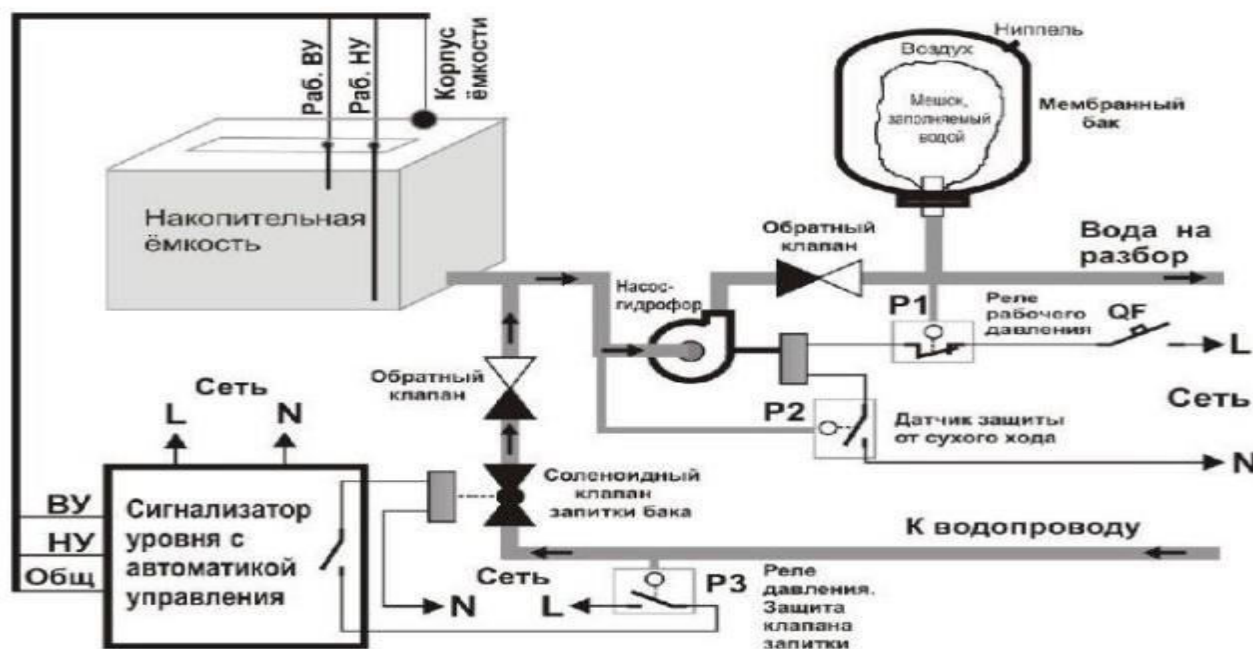 Раб. ВУ
Раб. НУ
Корпус
ёмкости
Накопительная
ёмкость
Ниппель
Воздух
Мешок,
заполняемый
водой
Мембранный
бак
Обратный
клапан
Вода на
разбор
Насос-
гидрофор
P1
Реле
рабочего
давления
QF
L
Сеть
P2
Датчик защиты
от сухого хода
N
Обратный
клапан
Сеть
L
N
Соленоидный
клапан
запитки бака
К водопроводу
ВУ
НУ
Общ
Сигнализатор
уровня с
автоматикой
управления
Сеть
N
L
P3
Реле
давления.
Защита
клапана
запитки